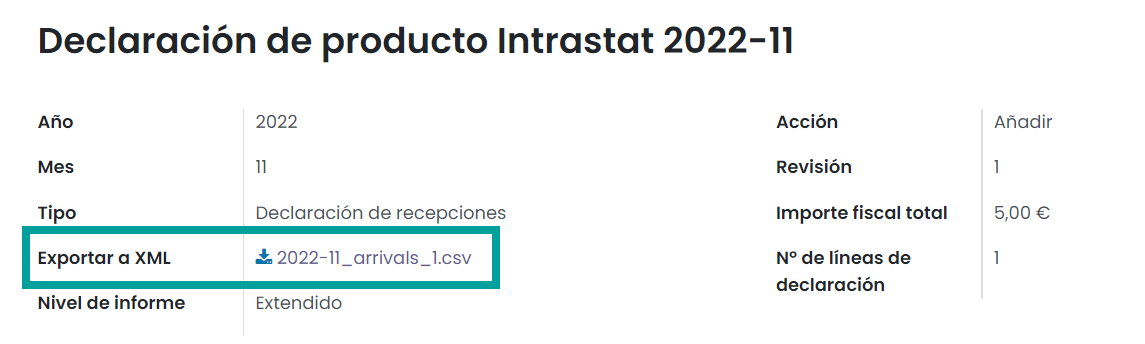 Declaración de producto Intrastat 2022-11
Año 2022
Mes 11
Tipo Declaración de recepciones
Exportar a XML 2022-11_arrivals_1.csv
Nivel de informe Extendido
Acción Añadir
Revisión 1
Importe fiscal total 5,00 €
Nº de líneas de 1
declaración